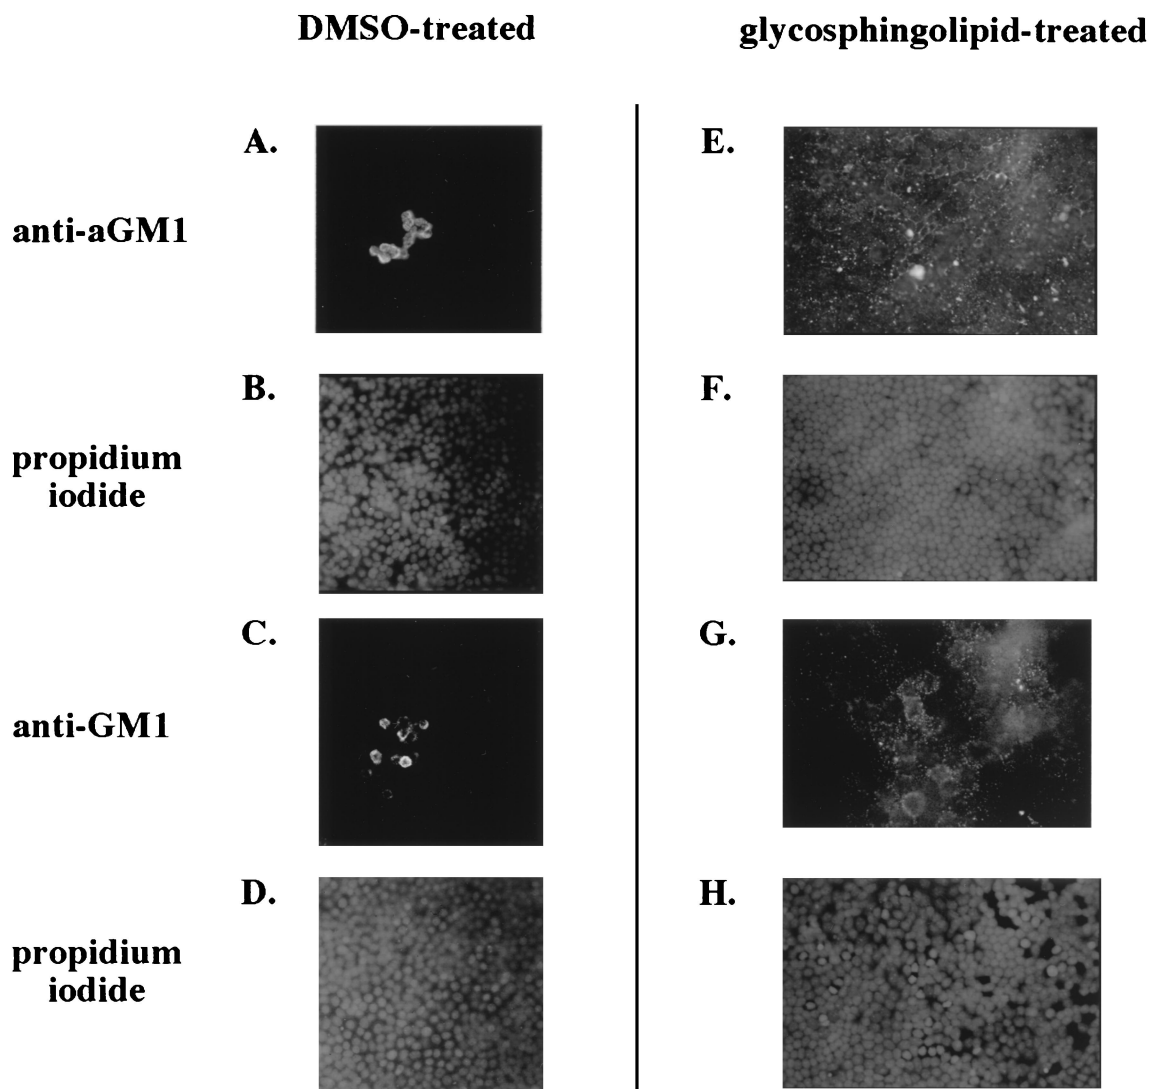 DMSO-treated
glycosphingolipid-treated
A.
E.
anti-aGM1
B.
F.
propidium
iodide
C.
G.
anti-GM1
D.
H.
propidium
iodide